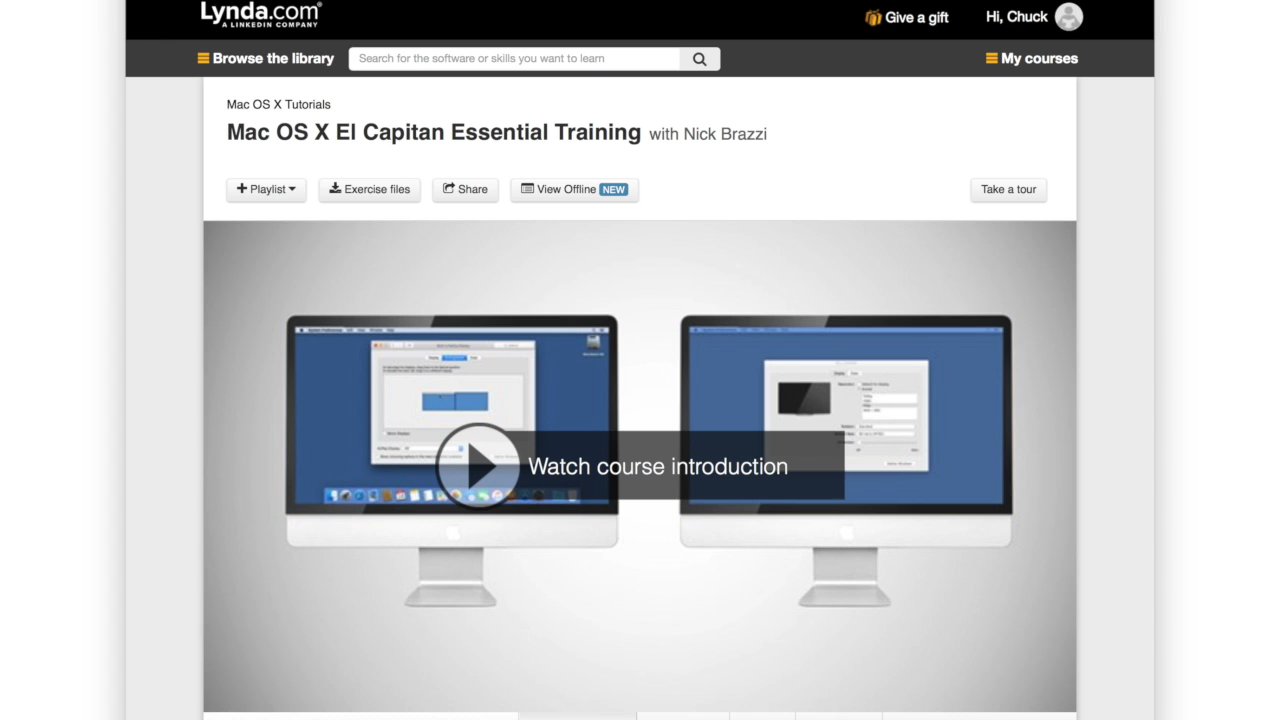 Lynda.com®
A LINKEDIN COMPANY
Give a gift
Hi, Chuck
Browse the library
Search for the software or skills you want to learn
My courses
Mac OS X Tutorials
Mac OS X El Capitan Essential Training with Nick Brazzi
Playlist
Exercise files
Share
View Offline NEW
Take a tour
Watch course introduction